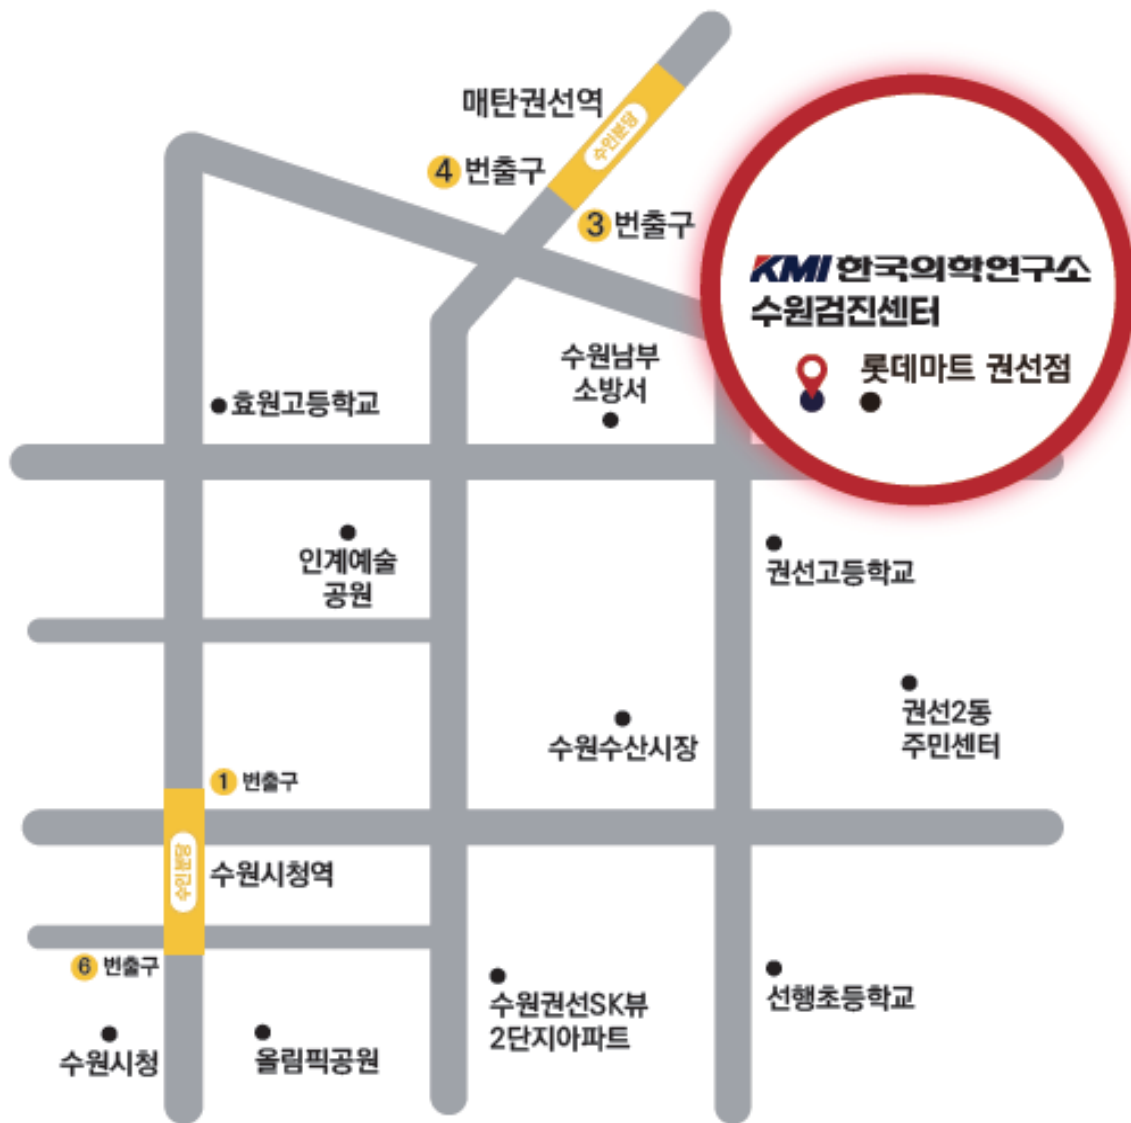 매탄권선역
수인분당
4 번출구
3 번출구
KMI 한국의학연구소
수원검진센터
롯데마트 권선점
수원남부
소방서
효원고등학교
인계예술
공원
권선고등학교
권선2동
주민센터
수원수산시장
1 번출구
수인분당
수원시청역
6 번출구
수원시청
올림픽공원
수원권선SK뷰
2단지아파트
선행초등학교